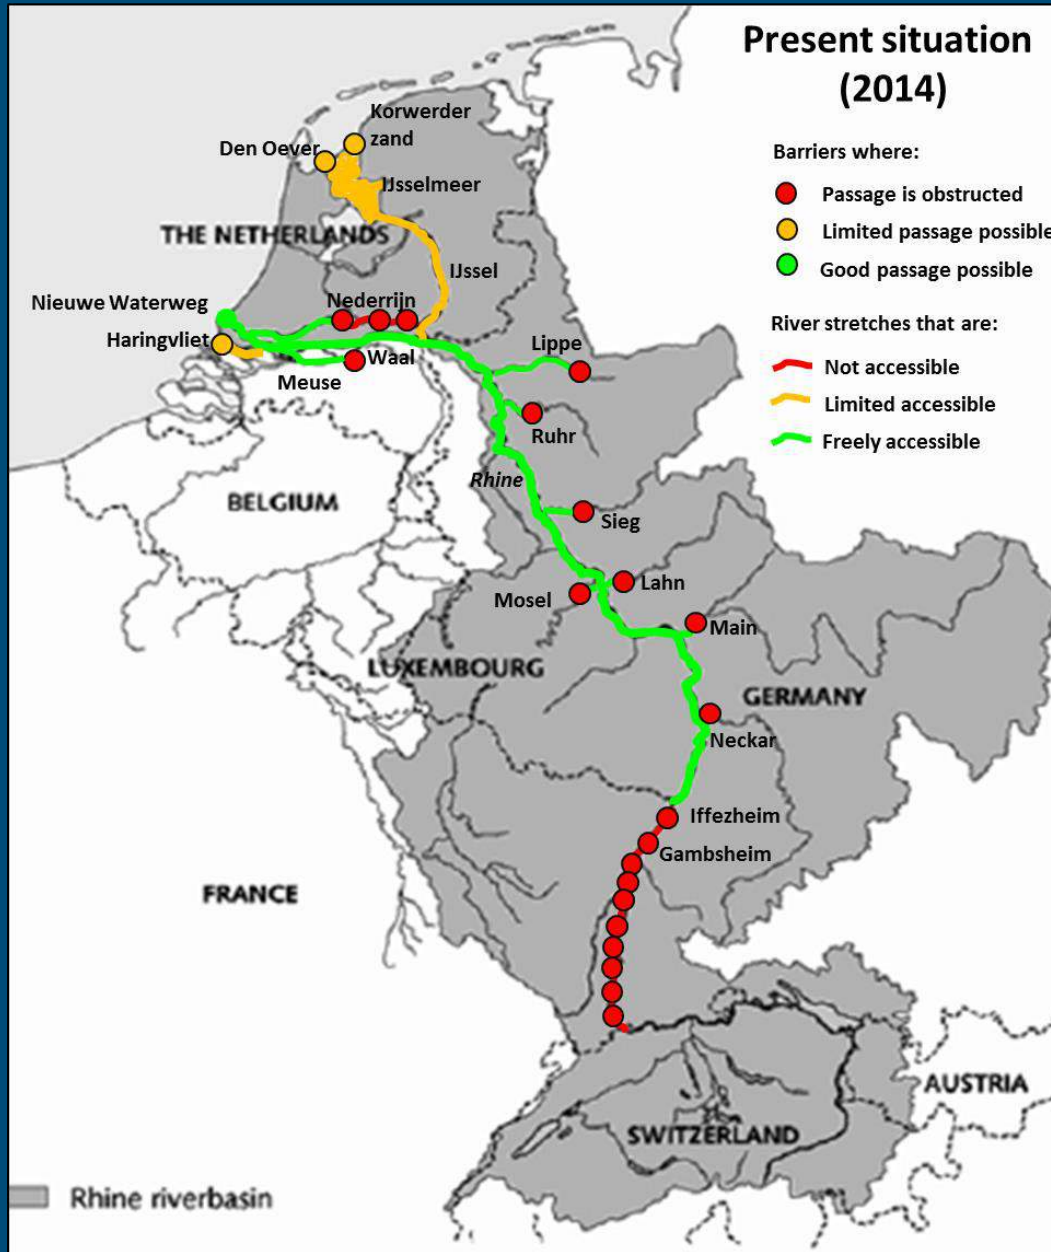 Present situation
(2014)
Barriers where:
Passage is obstructed
Limited passage possible
Good passage possible
River stretches that are:
Not accessible
Limited accessible
Freely accessible
Korwerder
zand
Den Oever
IJsselmeer
THE NETHERLANDS
IJssel
Nieuwe Waterweg
Nederrijn
Haringvliet
Waal
Meuse
Lippe
Ruhr
Rhine
BELGIUM
Sieg
Lahn
Mosel
Main
LUXEMBOURG
GERMANY
Neckar
Iffezheim
Gambsheim
FRANCE
AUSTRIA
SWITZERLAND
Rhine riverbasin